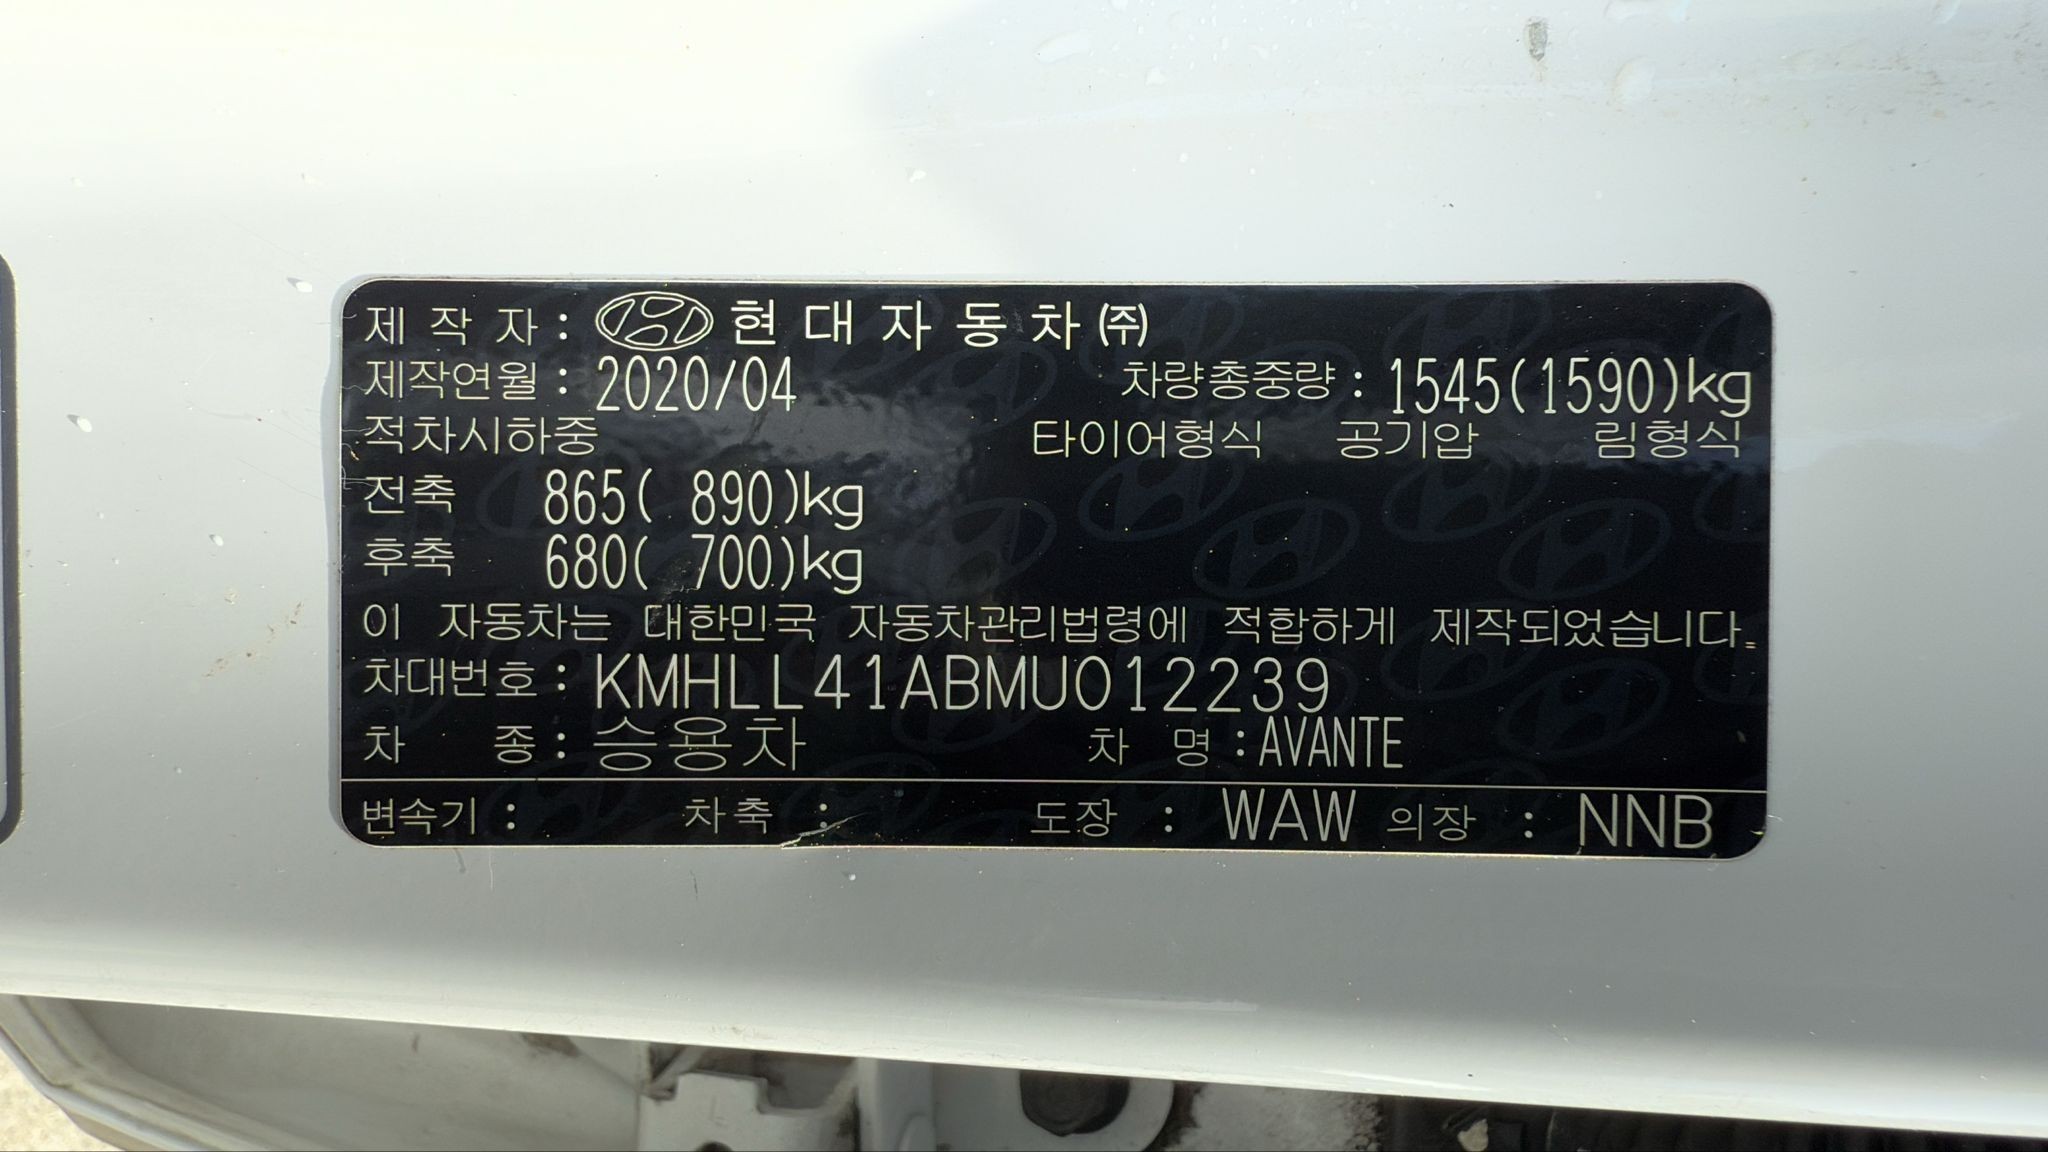 제 작 자 : 현 대 자 동 차 ㈜
제작연월 : 2020/04 차량총중량 : 1545(1590)kg
적차시하중 타이어형식 공기압 림형식
전축 865( 890)kg
후축 680( 700)kg
이 자동차는 대한민국 자동차관리법령에 적합하게 제작되었습니다.
차대번호 : KMHLL41ABMU012239
차 종 : 승용차 차 명 : AVANTE
변속기 : 차축 : 도장 : WAW 의장 : NNB